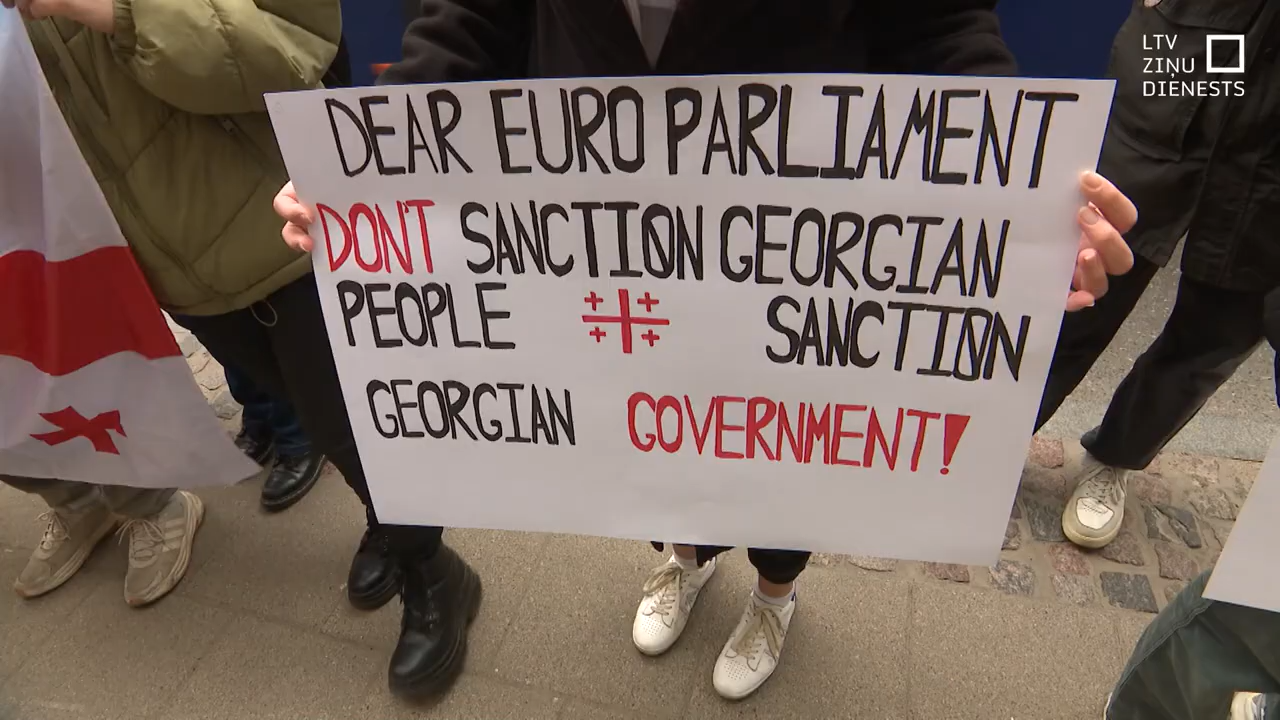 LTV
ZIŅU
DIENESTS
DEAR EURO PARLIAMENT
DON'T SANCTION GEORGIAN
PEOPLE SANCTION
GEORGIAN GOVERNMENT!